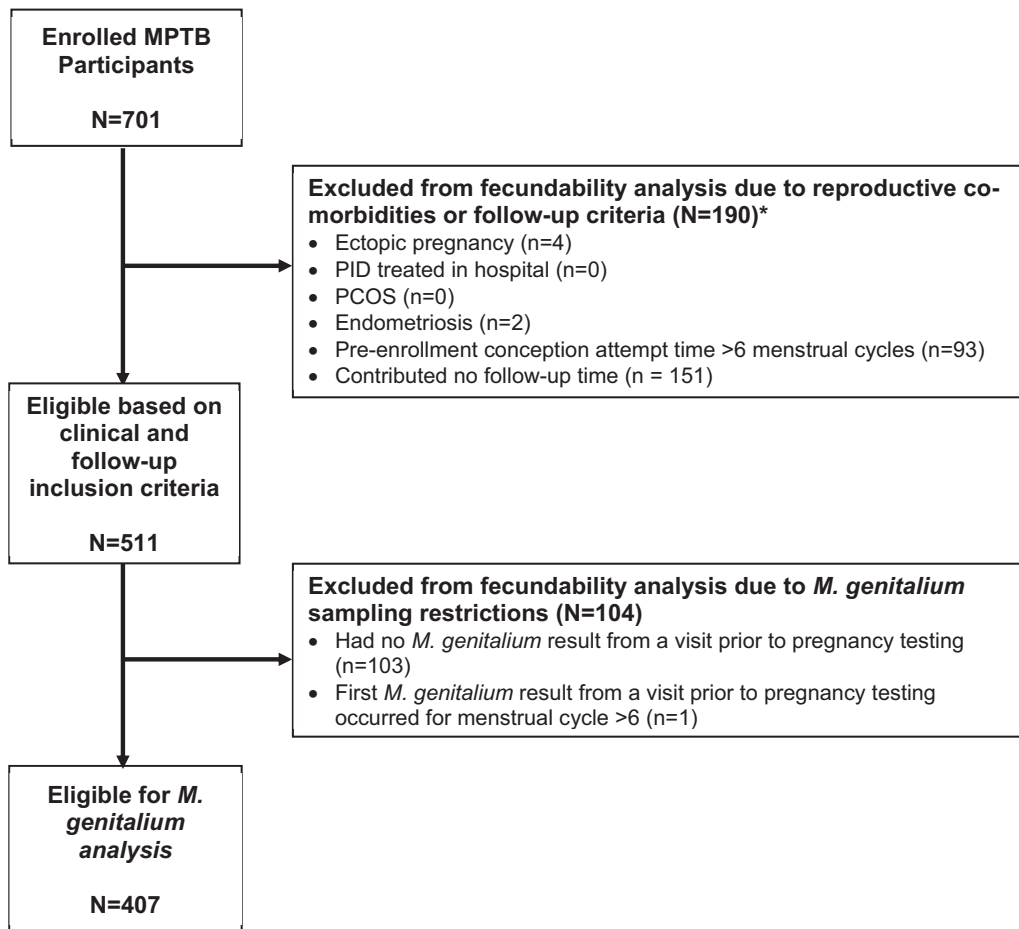 Enrolled MPTB
Participants
N=701
Excluded from fecundability analysis due to reproductive co-
morbidities or follow-up criteria (N=190)*
• Ectopic pregnancy (n=4)
• PID treated in hospital (n=0)
• PCOS (n=0)
• Endometriosis (n=2)
• Pre-enrollment conception attempt time >6 menstrual cycles (n=93)
• Contributed no follow-up time (n = 151)
Eligible based on
clinical and
follow-up
inclusion criteria
N=511
Excluded from fecundability analysis due to M. genitalium
sampling restrictions (N=104)
• Had no M. genitalium result from a visit prior to pregnancy testing
(n=103)
• First M. genitalium result from a visit prior to pregnancy testing
occurred for menstrual cycle >6 (n=1)
Eligible for M.
genitalium
analysis
N=407